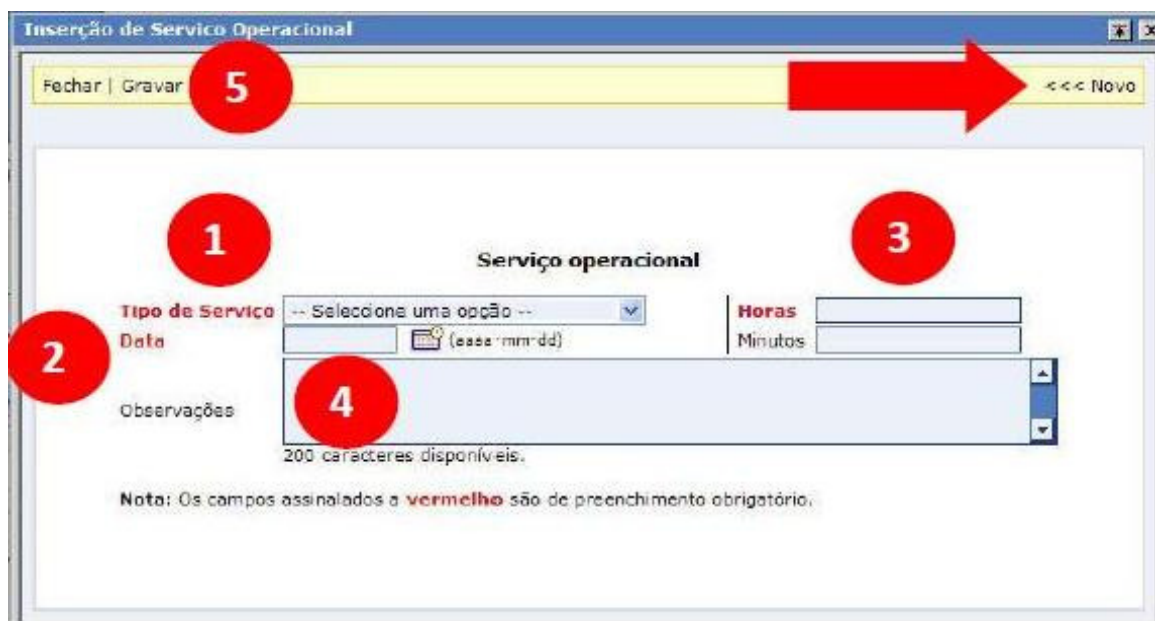 Inserção de Servico Operacional
Fechar | Gravar 5 <<< Novo
1 3
Serviço operacional
Tipo de Serviço -- Seleccione uma opção -- Horas
2 Data (aaaa-mm-dd) Minutos
Observações 4
200 caracteres disponíveis.
Nota: Os campos assinalados a vermelho são de preenchimento obrigatório.